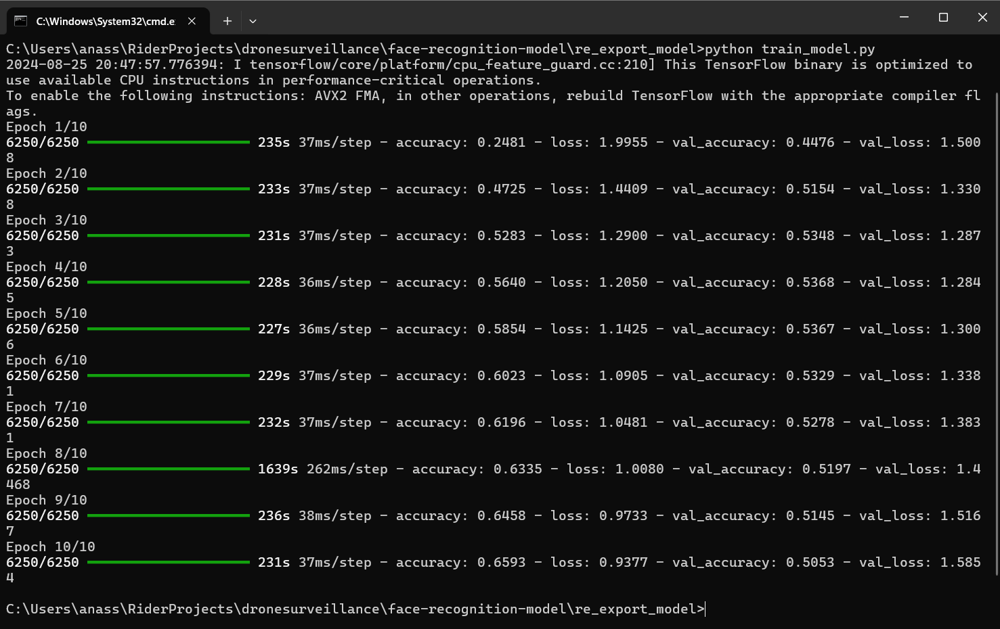 C:\Windows\System32\cmd.e
C:\Users\anass\RiderProjects\dronesurveillance\face-recognition-model\re_export_model>python train_model.py
2024-08-25 20:47:57.776394: I tensorflow/core/platform/cpu_feature_guard.cc:210] This TensorFlow binary is optimized to
use available CPU instructions in performance-critical operations.
To enable the following instructions: AVX2 FMA, in other operations, rebuild TensorFlow with the appropriate compiler fl
ags.
Epoch 1/10
6250/6250 235s 37ms/step - accuracy: 0.2481 - loss: 1.9955 - val_accuracy: 0.4476 - val_loss: 1.500
8
Epoch 2/10
6250/6250 233s 37ms/step - accuracy: 0.4725 - loss: 1.4409 - val_accuracy: 0.5154 - val_loss: 1.330
8
Epoch 3/10
6250/6250 231s 37ms/step - accuracy: 0.5283 - loss: 1.2900 - val_accuracy: 0.5348 - val_loss: 1.287
3
Epoch 4/10
6250/6250 228s 36ms/step - accuracy: 0.5640 - loss: 1.2050 - val_accuracy: 0.5368 - val_loss: 1.284
5
Epoch 5/10
6250/6250 227s 36ms/step - accuracy: 0.5854 - loss: 1.1425 - val_accuracy: 0.5367 - val_loss: 1.300
6
Epoch 6/10
6250/6250 229s 37ms/step - accuracy: 0.6023 - loss: 1.0905 - val_accuracy: 0.5329 - val_loss: 1.338
1
Epoch 7/10
6250/6250 232s 37ms/step - accuracy: 0.6196 - loss: 1.0481 - val_accuracy: 0.5278 - val_loss: 1.383
1
Epoch 8/10
6250/6250 1639s 262ms/step - accuracy: 0.6335 - loss: 1.0080 - val_accuracy: 0.5197 - val_loss: 1.4
468
Epoch 9/10
6250/6250 236s 38ms/step - accuracy: 0.6458 - loss: 0.9733 - val_accuracy: 0.5145 - val_loss: 1.516
7
Epoch 10/10
6250/6250 231s 37ms/step - accuracy: 0.6593 - loss: 0.9377 - val_accuracy: 0.5053 - val_loss: 1.585
4
C:\Users\anass\RiderProjects\dronesurveillance\face-recognition-model\re_export_model>